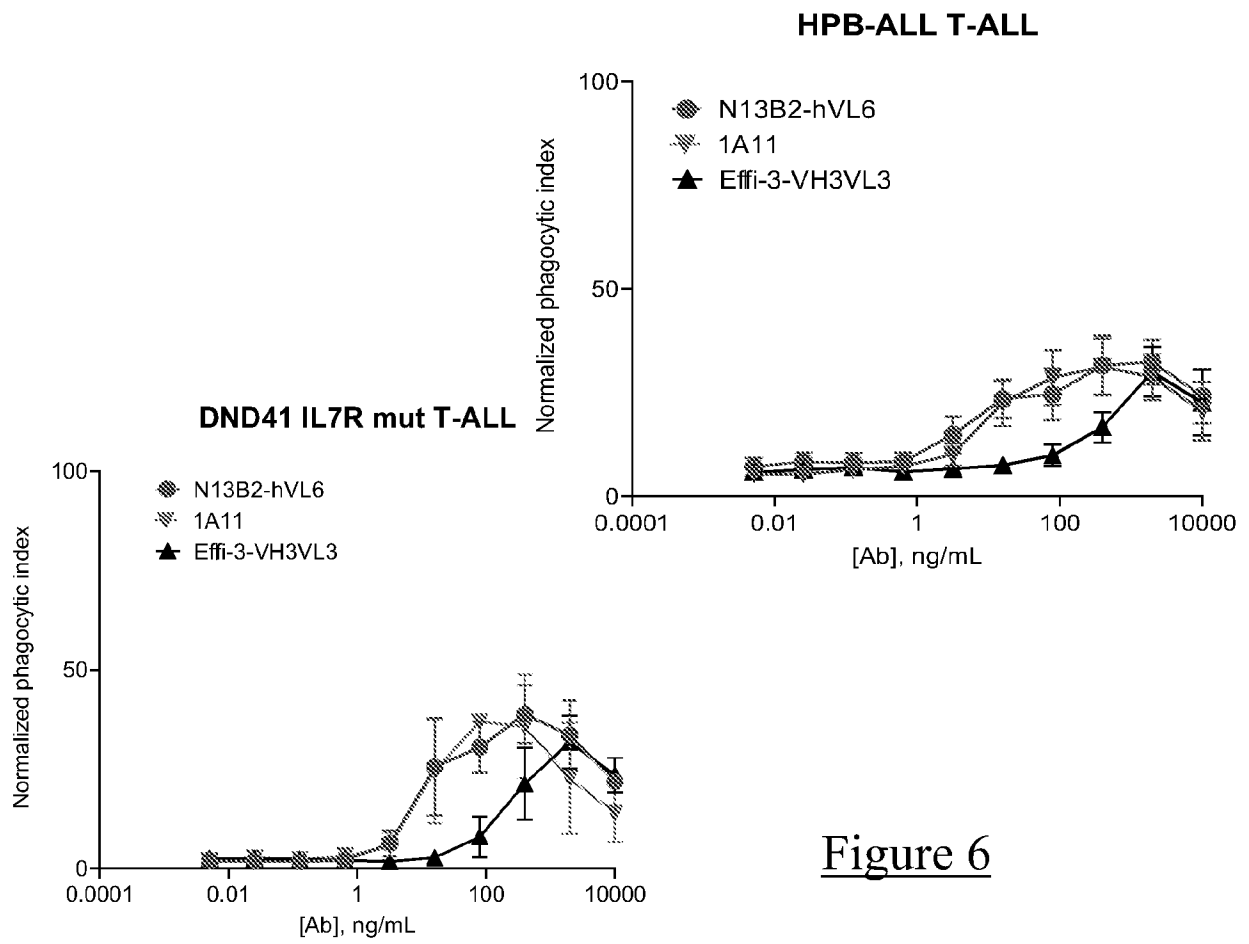 HPB-ALL T-ALL
Normalized phagocytic index
100
50
0
N13B2-hVL6
1A11
Effi-3-VH3VL3
0.0001
0.01
1
100
10000
[Ab], ng/mL
DND41 IL7R mut T-ALL
Normalized phagocytic index
100
50
0
N13B2-hVL6
1A11
Effi-3-VH3VL3
0.0001
0.01
1
100
10000
[Ab], ng/mL
Figure 6